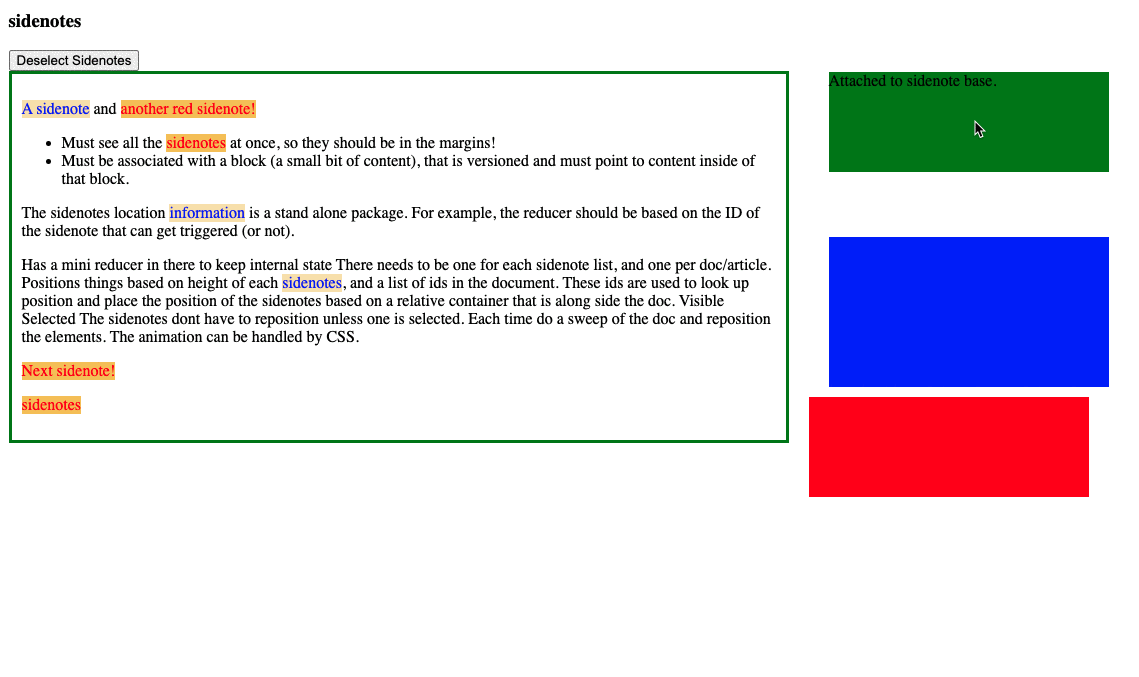 sidenotes
Deselect Sidenotes
Attached to sidenote base.
A sidenote and another red sidenote!
• Must see all the sidenotes at once, so they should be in the margins!
• Must be associated with a block (a small bit of content), that is versioned and must point to content inside of
that block.
The sidenotes location information is a stand alone package. For example, the reducer should be based on the ID of
the sidenote that can get triggered (or not).
Has a mini reducer in there to keep internal state There needs to be one for each sidenote list, and one per doc/article.
Positions things based on height of each sidenotes, and a list of ids in the document. These ids are used to look up
position and place the position of the sidenotes based on a relative container that is along side the doc. Visible
Selected The sidenotes dont have to reposition unless one is selected. Each time do a sweep of the doc and reposition
the elements. The animation can be handled by CSS.
Next sidenote!
sidenotes